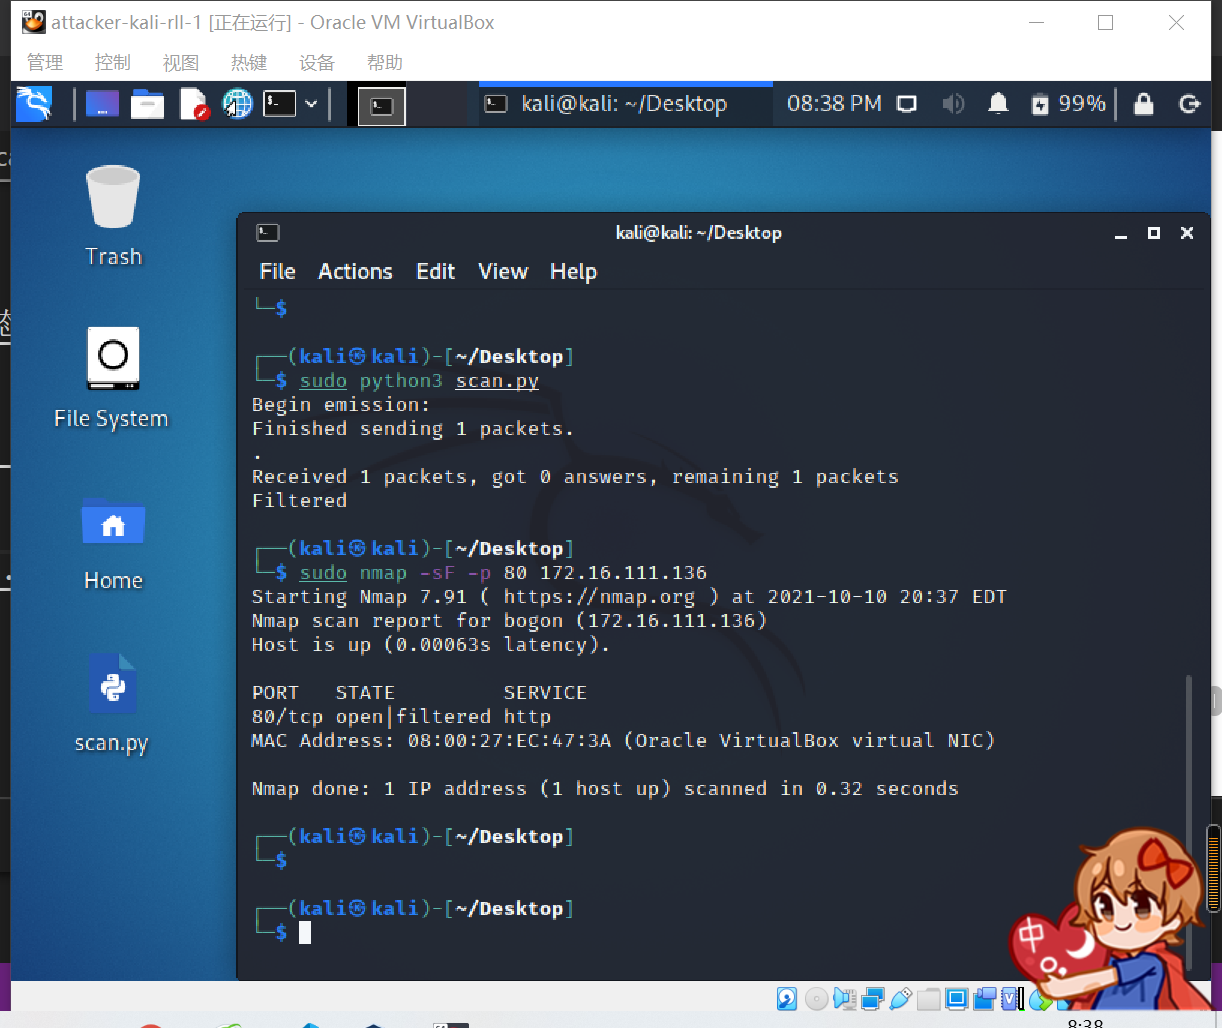 attacker-kali-rll-1 [正在运行] - Oracle VM VirtualBox
管理 控制 视图 热键 设备 帮助
kali@kali: ~/Desktop 08:38 PM 99%
Trash
File System
Home
scan.py
kali@kali: ~/Desktop
File Actions Edit View Help
└─$
┌──(kali㉿kali)-[~/Desktop]
└─$ sudo python3 scan.py
Begin emission:
Finished sending 1 packets.
.
Received 1 packets, got 0 answers, remaining 1 packets
Filtered
┌──(kali㉿kali)-[~/Desktop]
└─$ sudo nmap -sF -p 80 172.16.111.136
Starting Nmap 7.91 ( https://nmap.org ) at 2021-10-10 20:37 EDT
Nmap scan report for bogon (172.16.111.136)
Host is up (0.00063s latency).
PORT STATE SERVICE
80/tcp open|filtered http
MAC Address: 08:00:27:EC:47:3A (Oracle VirtualBox virtual NIC)
Nmap done: 1 IP address (1 host up) scanned in 0.32 seconds
┌──(kali㉿kali)-[~/Desktop]
└─$
┌──(kali㉿kali)-[~/Desktop]
└─$
中
8:38